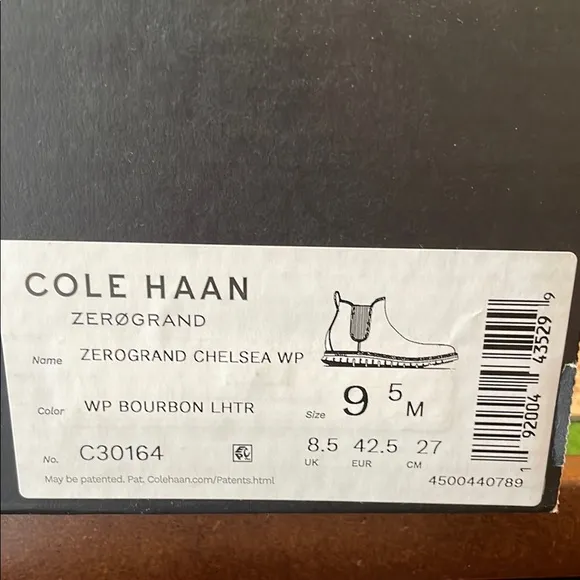 COLE HAAN
ZERØGRAND
Name ZEROGRAND CHELSEA WP
Color WP BOURBON LHTR
Size 9 5 M
No. C30164
8.5 42.5 27
UK EUR CM
May be patented. Pat. Colehaan.com/Patents.html
4500440789
1 92004 43529 9